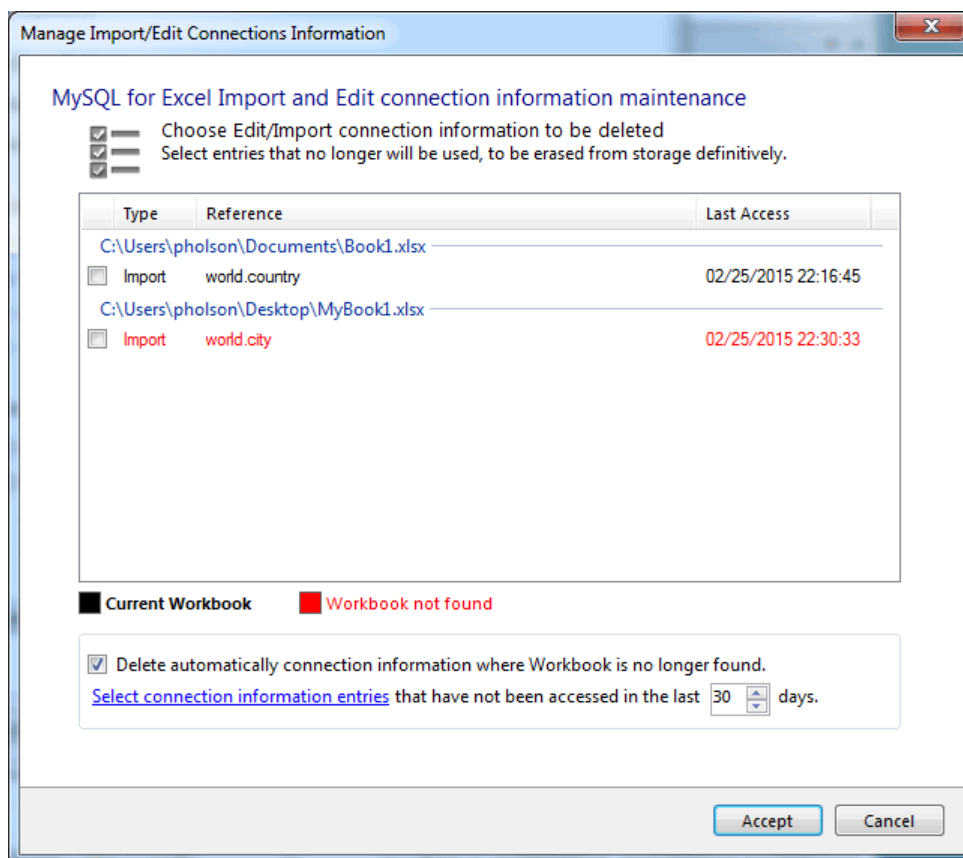 Manage Import/Edit Connections Information
X
MySQL for Excel Import and Edit connection information maintenance
Choose Edit/Import connection information to be deleted
Select entries that no longer will be used, to be erased from storage definitively.
Type Reference Last Access
C:\Users\pholson\Documents\Book1.xlsx
Import world.country 02/25/2015 22:16:45
C:\Users\pholson\Desktop\MyBook1.xlsx
Import world.city 02/25/2015 22:30:33
Current Workbook Workbook not found
Delete automatically connection information where Workbook is no longer found.
Select connection information entries that have not been accessed in the last 30 days.
Accept Cancel